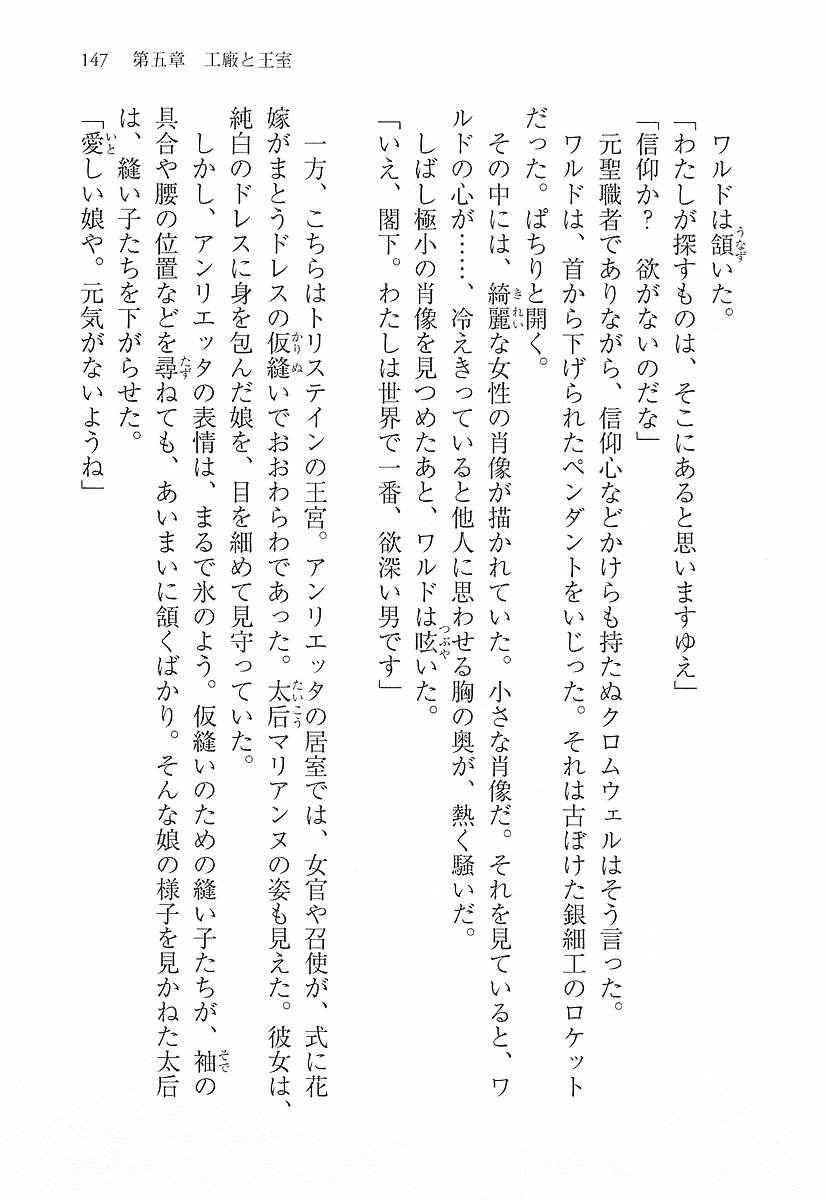 147　第五章　工廠と王室
　ワルドは頷いた。
「わたしが探すものは、そこにあると思いますゆえ」
「信仰か？　欲がないのだな」
　元聖職者でありながら、信仰心などかけらも持たぬクロムウェルはそう言った。
　ワルドは、首から下げられたペンダントをいじった。それは古ぼけた銀細工のロケット
だった。ぱちりと開く。
　その中には、綺麗な女性の肖像が描かれていた。小さな肖像だ。それを見ていると、ワ
ルドの心が……、冷えきっていると他人に思わせる胸の奥が、熱く騒いだ。
　しばし極小の肖像を見つめたあと、ワルドは呟いた。
「いえ、閣下。わたしは世界で一番、欲深い男です」
　一方、こちらはトリステインの王宮。アンリエッタの居室では、女官や召使が、式に花
嫁がまとうドレスの仮縫いでおおわらわであった。太后マリアンヌの姿も見えた。彼女は、
純白のドレスに身を包んだ娘を、目を細めて見守っていた。
　しかし、アンリエッタの表情は、まるで氷のよう。仮縫いのための縫い子たちが、袖の
具合や腰の位置などを尋ねても、あいまいに頷くばかり。そんな娘の様子を見かねた太后
は、縫い子たちを下がらせた。
「愛しい娘や。元気がないようね」